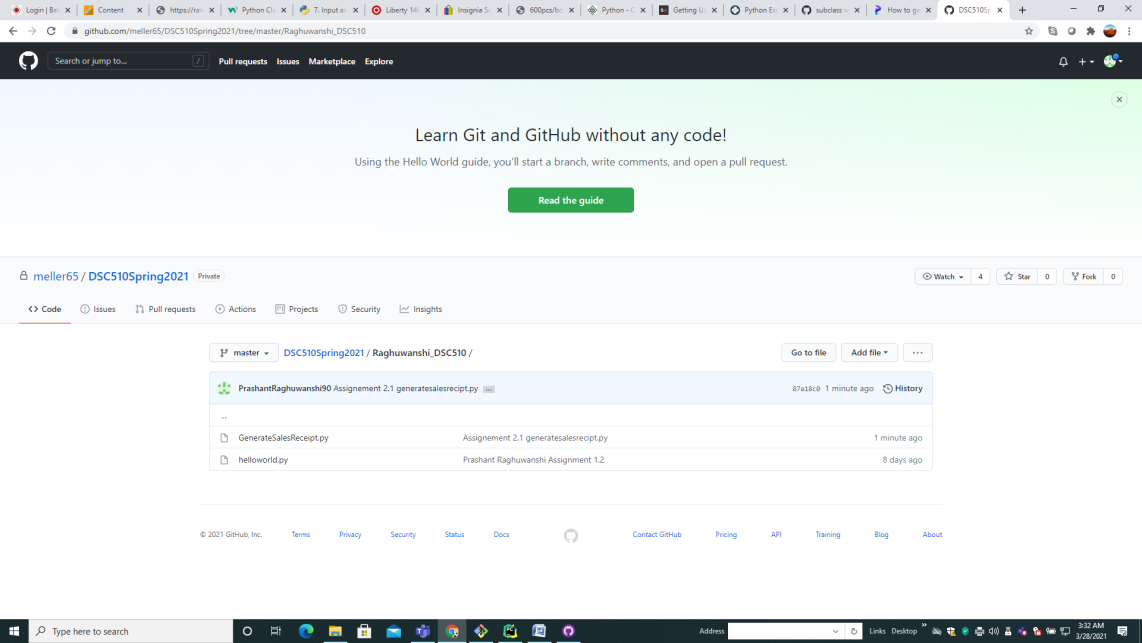 Login | Bel
Content
https://rav
Python Cla
7. Input an
Liberty 140
Insignia Su
600pcs/bo
Python - G
Getting Us
Python Exp
subclass w
How to ge
DSC510Sp
github.com/meller65/DSC510Spring2021/tree/master/Raghuwanshi_DSC510
Search or jump to... / Pull requests Issues Marketplace Explore
Learn Git and GitHub without any code!
Using the Hello World guide, you'll start a branch, write comments, and open a pull request.
Read the guide
meller65 / DSC510Spring2021 Private
Watch 4 Star 0 Fork 0
Code Issues Pull requests Actions Projects Security Insights
master DSC510Spring2021 / Raghuwanshi_DSC510 / Go to file Add file ...
PrashantRaghuwanshi90 Assignement 2.1 generatesalesrecipt.py ... 87a18c0 1 minute ago History
..
GenerateSalesReceipt.py Assignement 2.1 generatesalesrecipt.py 1 minute ago
helloworld.py Prashant Raghuwanshi Assignment 1.2 8 days ago
© 2021 GitHub, Inc. Terms Privacy Security Status Docs Contact GitHub Pricing API Training Blog About
Type here to search
Address Links Desktop »
3:32 AM
3/28/2021